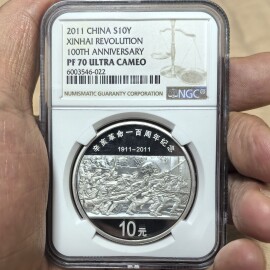 2011 CHINA S10Y
XINHAI REVOLUTION
100TH ANNIVERSARY
PF 70 ULTRA CAMEO
6003546-022
NUMISMATIC GUARANTY CORPORATION
NGC
辛亥革命一百周年纪念
1911-2011
10元